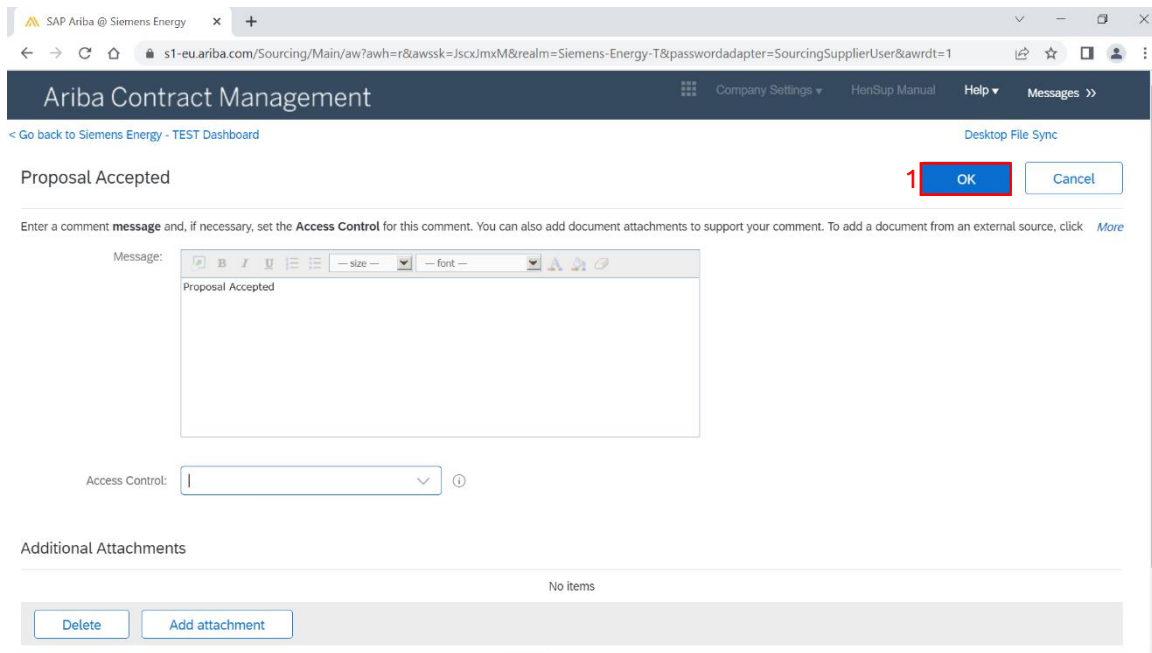 SAP Ariba @ Siemens Energy
s1-eu.ariba.com/Sourcing/Main/aw?awh=r&awssk=JscxJmxM&realm=Siemens-Energy-T&passwordadapter=SourcingSupplierUser&awrdt=1
Ariba Contract Management Company Settings HenSup Manual Help Messages >>
< Go back to Siemens Energy - TEST Dashboard Desktop File Sync
Proposal Accepted 1 OK Cancel
Enter a comment message and, if necessary, set the Access Control for this comment. You can also add document attachments to support your comment. To add a document from an external source, click More
Message: B I U — size — — font — A
Proposal Accepted
Access Control:
Additional Attachments
No items
Delete Add attachment